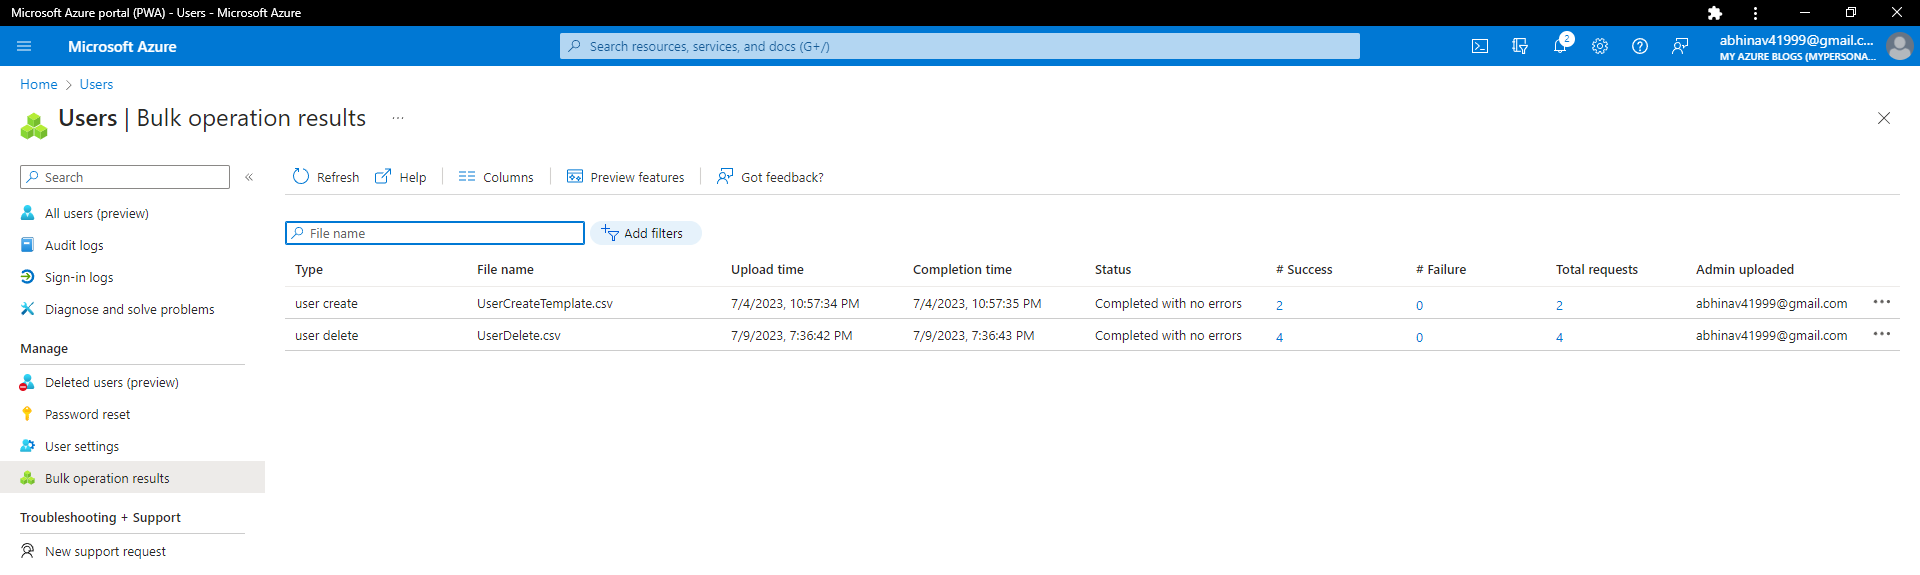 Microsoft Azure portal (PWA) - Users - Microsoft Azure
Microsoft Azure
Search resources, services, and docs (G+/)
2
abhinav41999@gmail.c...
MY AZURE BLOGS (MYPERSONA...
Home > Users
Users | Bulk operation results ...
Search «
All users (preview)
Audit logs
Sign-in logs
Diagnose and solve problems
Manage
Deleted users (preview)
Password reset
User settings
Bulk operation results
Troubleshooting + Support
New support request
Refresh Help Columns Preview features Got feedback?
File name Add filters
Type File name Upload time Completion time Status # Success # Failure Total requests Admin uploaded
user create UserCreateTemplate.csv 7/4/2023, 10:57:34 PM 7/4/2023, 10:57:35 PM Completed with no errors 2 0 2 abhinav41999@gmail.com ...
user delete UserDelete.csv 7/9/2023, 7:36:42 PM 7/9/2023, 7:36:43 PM Completed with no errors 4 0 4 abhinav41999@gmail.com ...